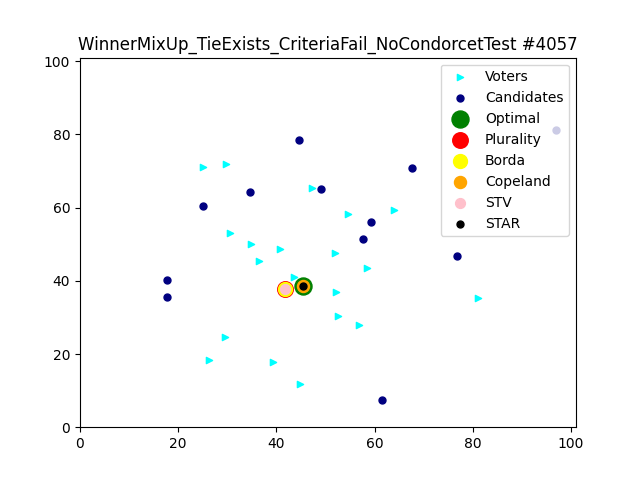 WinnerMixUp_TieExists_CriteriaFail_NoCondorcetTest #4057
100
80
60
40
20
0
0 20 40 60 80 100
Voters
Candidates
Optimal
Plurality
Borda
Copeland
STV
STAR